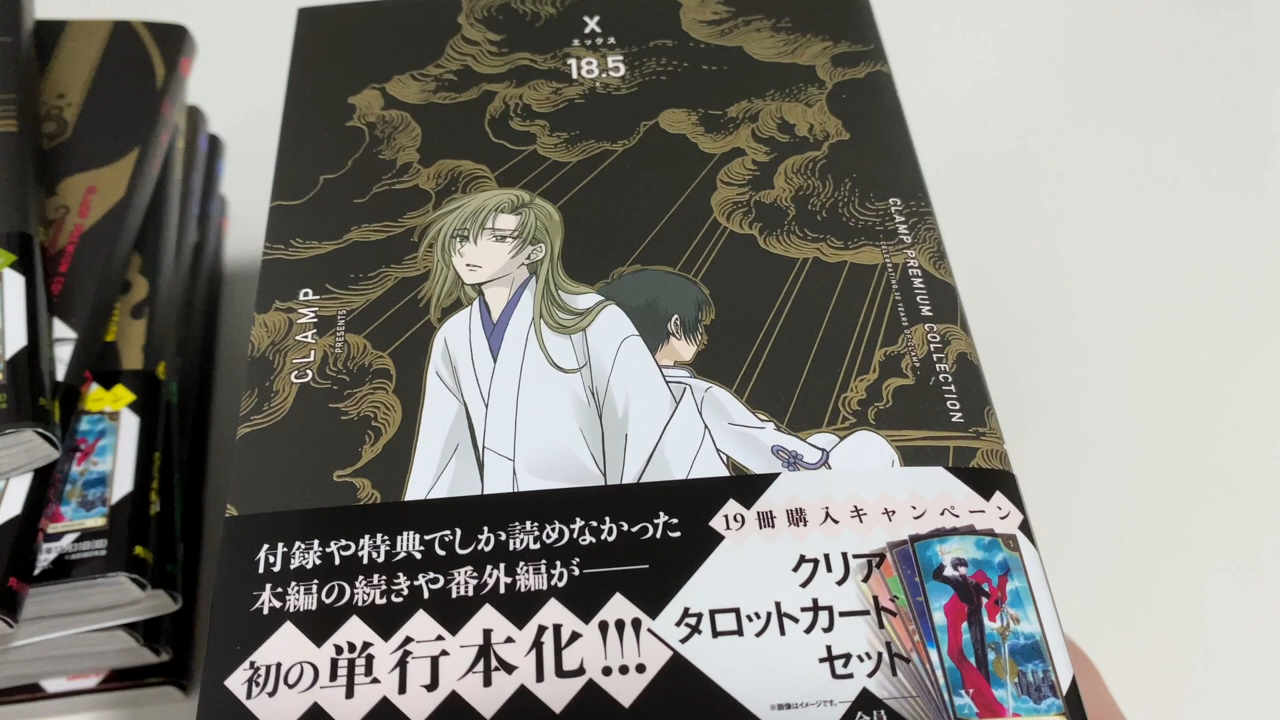 X
エックス
18.5
CLAMP
PRESENTS
CLAMP PREMIUM COLLECTION
付録や特典でしか読めなかった
本編の続きや番外編が――
初の単行本化!!!
19冊購入キャンペーン
クリア
タロットカード
セット
※画像はイメージです。
全員
X